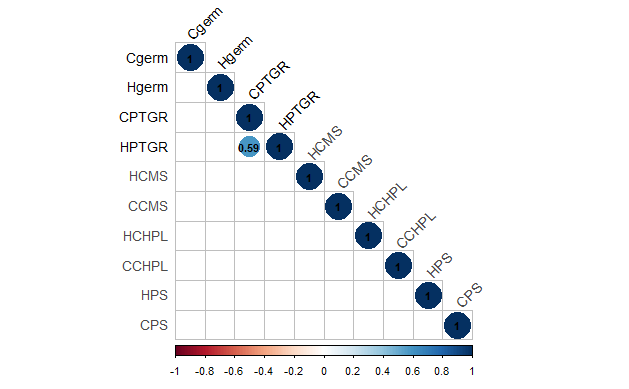 Cgerm
Hgerm
CPTGR
HPTGR
HCMS
CCMS
HCHPL
CCHPL
HPS
CPS
Cgerm 1
Hgerm 1
CPTGR 1
HPTGR 0.59 1
HCMS 1
CCMS 1
HCHPL 1
CCHPL 1
HPS 1
CPS 1
-1 -0.8 -0.6 -0.4 -0.2 0 0.2 0.4 0.6 0.8 1